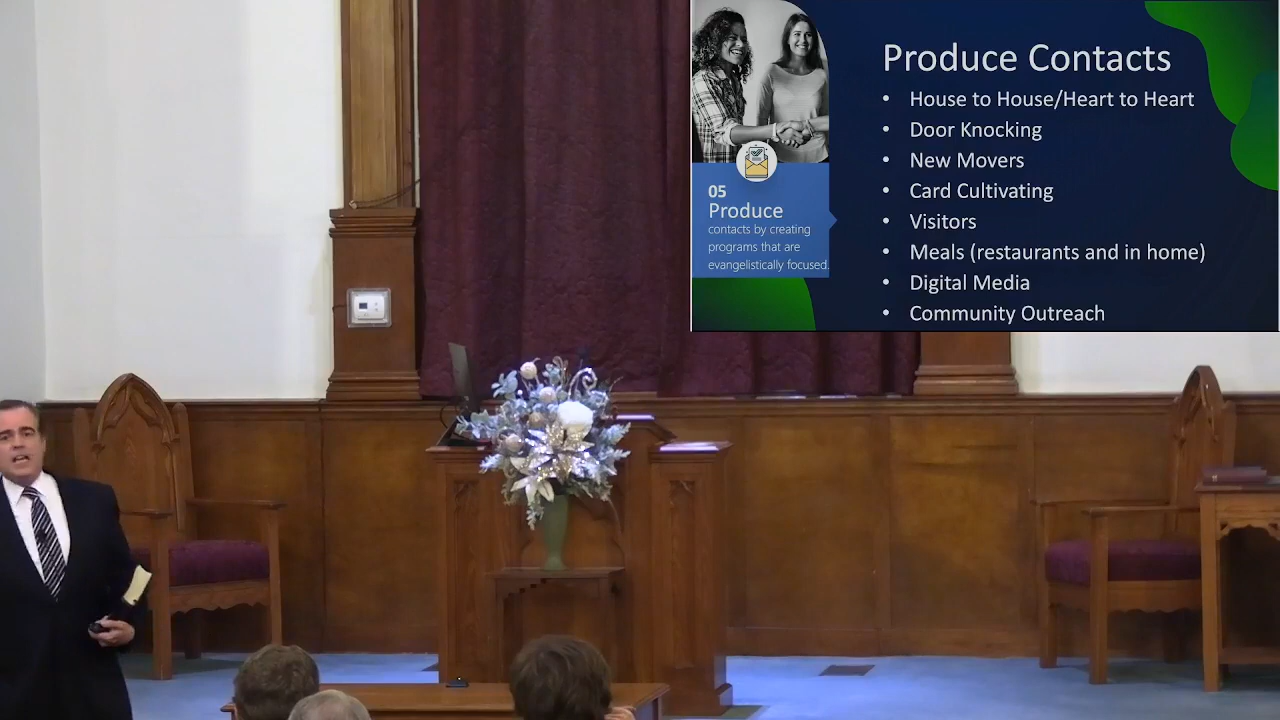 05
Produce
contacts by creating
programs that are
evangelistically focused.
Produce Contacts
• House to House/Heart to Heart
• Door Knocking
• New Movers
• Card Cultivating
• Visitors
• Meals (restaurants and in home)
• Digital Media
• Community Outreach